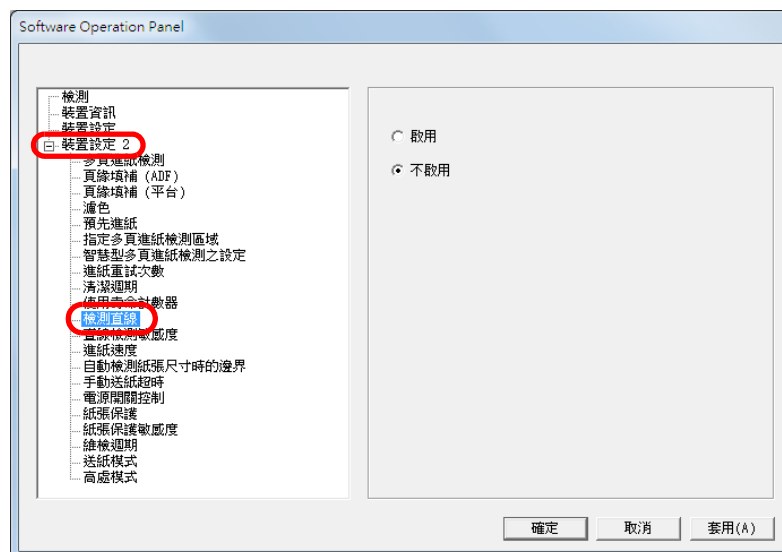 Software Operation Panel
檢測
裝置資訊
裝置設定
裝置設定 2
多頁進紙檢測
頁緣填補 (ADF)
頁緣填補 (平台)
濾色
預先進紙
指定多頁進紙檢測區域
智慧型多頁進紙檢測之設定
進紙重試次數
清潔週期
使用壽命計數器
檢測直線
直線檢測敏感度
進紙速度
自動檢測紙張尺寸時的邊界
手動送紙超時
電源開關控制
紙張保護
紙張保護敏感度
維檢週期
送紙模式
高處模式
啟用
不啟用
確定
取消
套用(A)